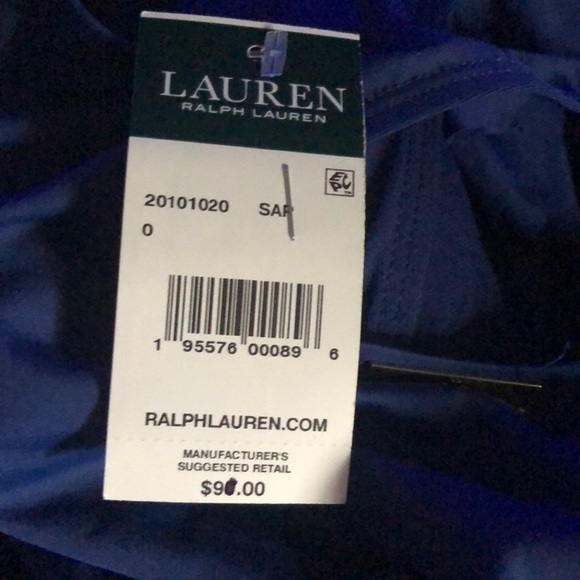 LAUREN
RALPH LAUREN
20101020 SAP
0
1 95576 00089 6
RALPHLAUREN.COM
MANUFACTURER'S
SUGGESTED RETAIL